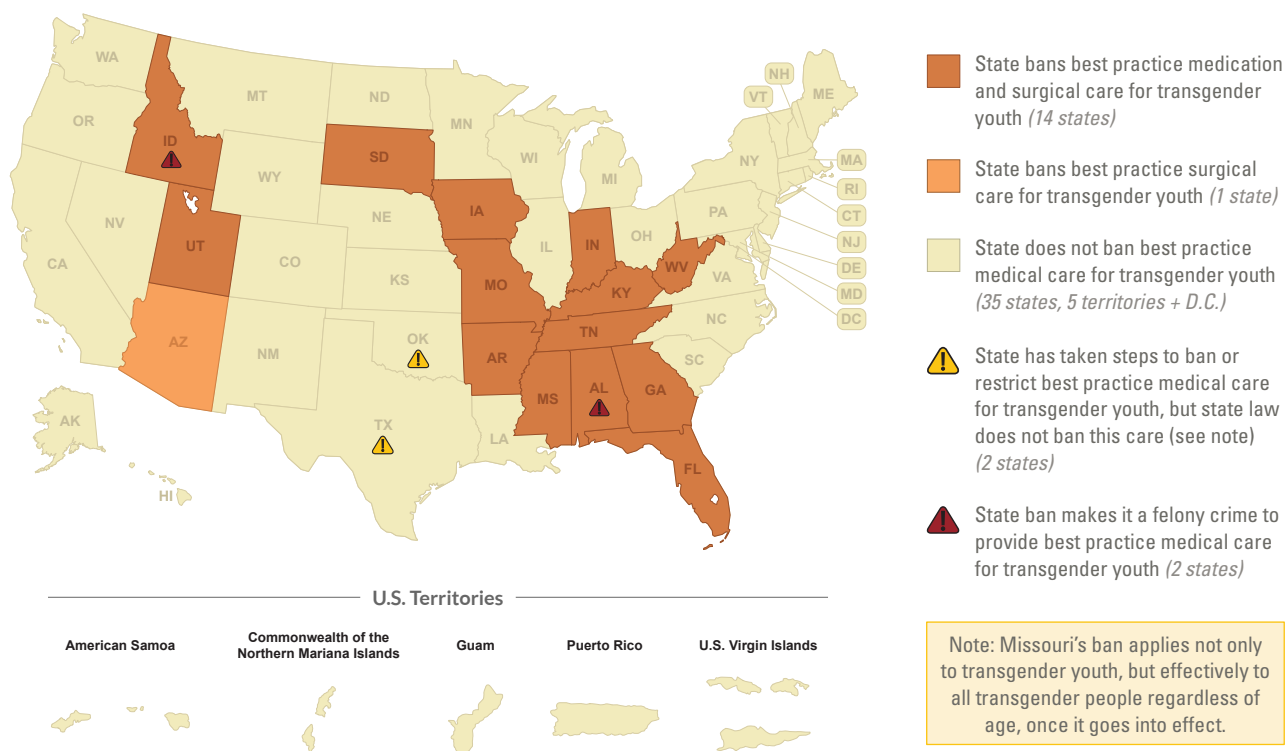 WA
OR
CA
NV
ID
MT
WY
UT
AZ
CO
NM
ND
SD
NE
KS
OK
TX
MN
IA
MO
AR
LA
WI
IL
MI
IN
OH
KY
TN
MS
AL
GA
FL
SC
NC
VA
WV
PA
NY
VT
NH
ME
MA
RI
CT
NJ
DE
MD
DC
AK
HI
State bans best practice medication
and surgical care for transgender
youth (14 states)
State bans best practice surgical
care for transgender youth (1 state)
State does not ban best practice
medical care for transgender youth
(35 states, 5 territories + D.C.)
State has taken steps to ban or
restrict best practice medical care
for transgender youth, but state law
does not ban this care (see note)
(2 states)
State ban makes it a felony crime to
provide best practice medical care
for transgender youth (2 states)
Note: Missouri's ban applies not only
to transgender youth, but effectively to
all transgender people regardless of
age, once it goes into effect.
U.S. Territories
American Samoa
Commonwealth of the
Northern Mariana Islands
Guam
Puerto Rico
U.S. Virgin Islands